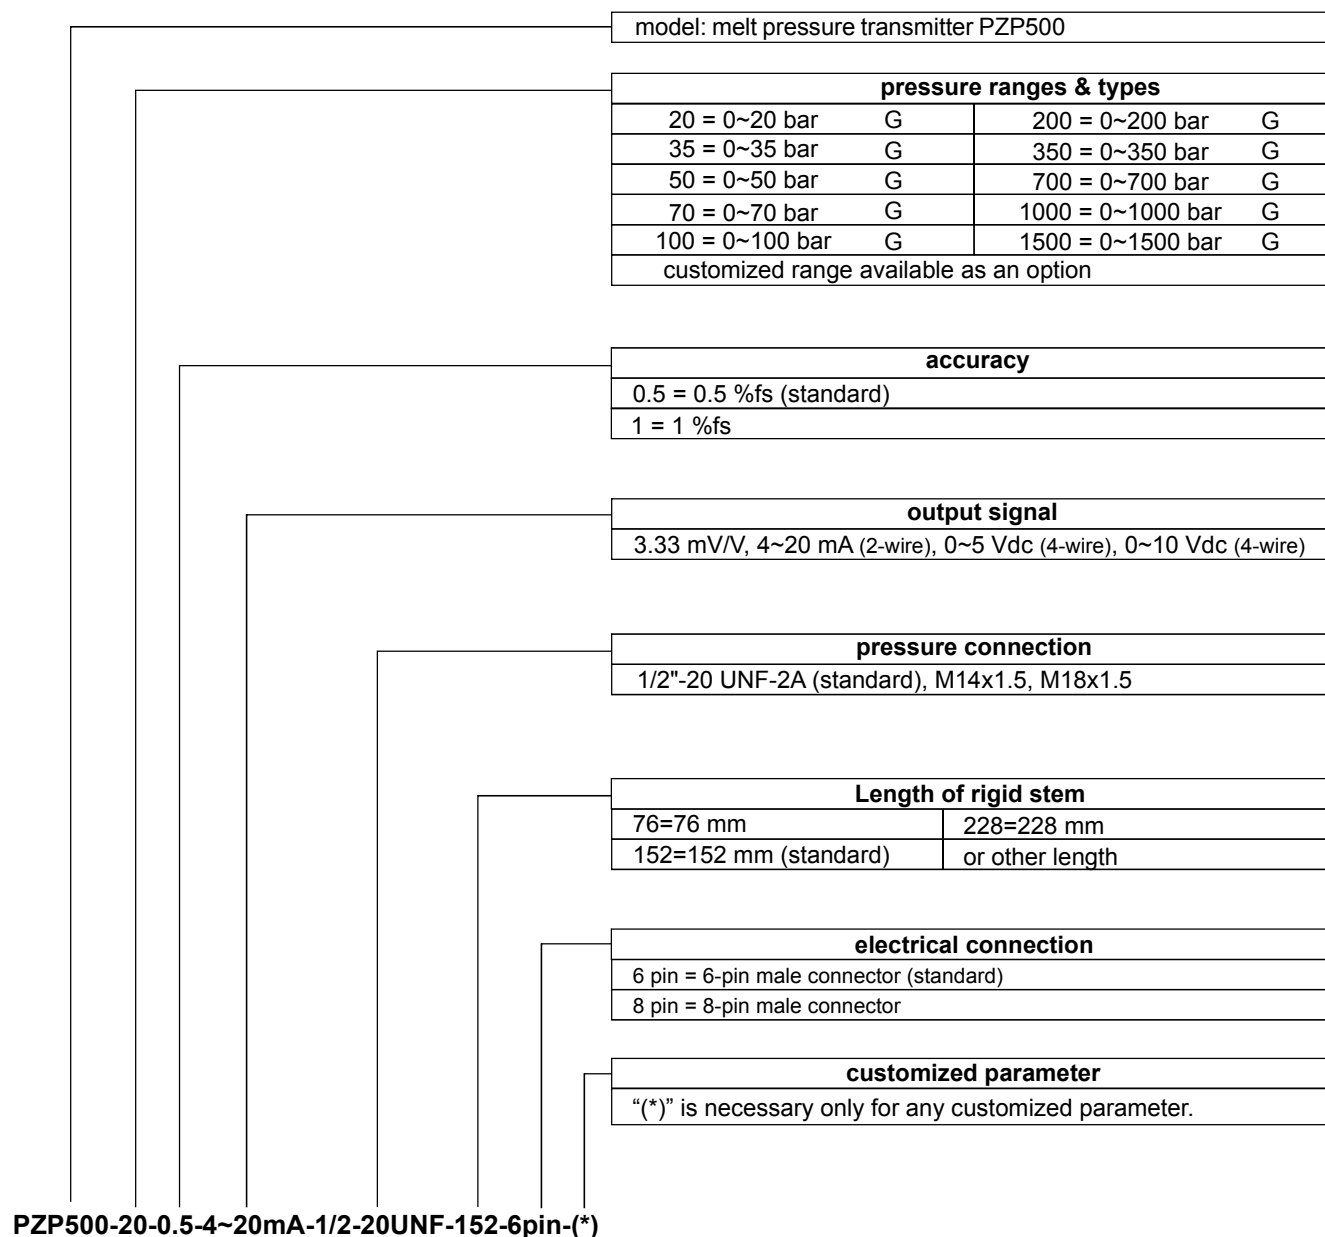 model: melt pressure transmitter PZP500
pressure ranges & types
20 = 0~20 bar G 200 = 0~200 bar G
35 = 0~35 bar G 350 = 0~350 bar G
50 = 0~50 bar G 700 = 0~700 bar G
70 = 0~70 bar G 1000 = 0~1000 bar G
100 = 0~100 bar G 1500 = 0~1500 bar G
customized range available as an option
accuracy
0.5 = 0.5 %fs (standard)
1 = 1 %fs
output signal
3.33 mV/V, 4~20 mA (2-wire), 0~5 Vdc (4-wire), 0~10 Vdc (4-wire)
pressure connection
1/2"-20 UNF-2A (standard), M14x1.5, M18x1.5
Length of rigid stem
76=76 mm 228=228 mm
152=152 mm (standard) or other length
electrical connection
6 pin = 6-pin male connector (standard)
8 pin = 8-pin male connector
customized parameter
“(*)” is necessary only for any customized parameter.
PZP500-20-0.5-4~20mA-1/2-20UNF-152-6pin-(*)